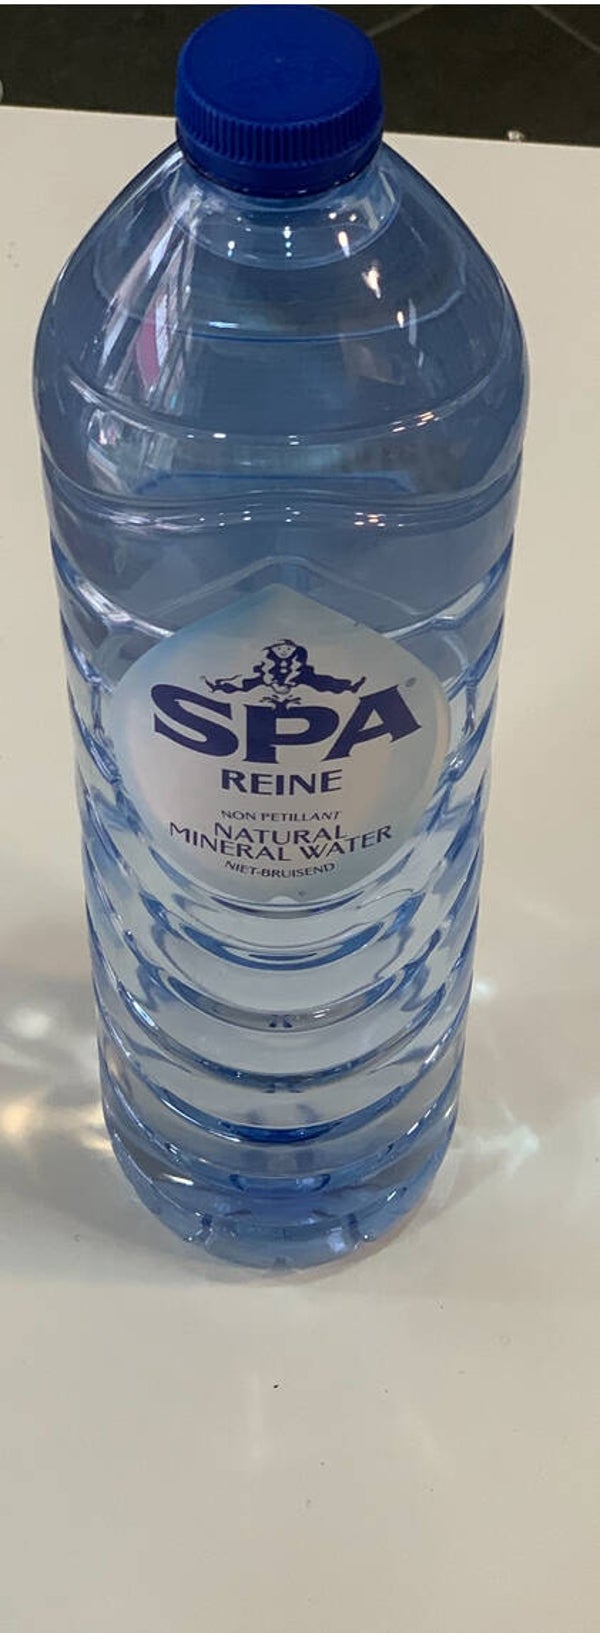 SPA®
REINE
NON PETILLANT
NATURAL
MINERAL WATER
NIET-BRUISEND